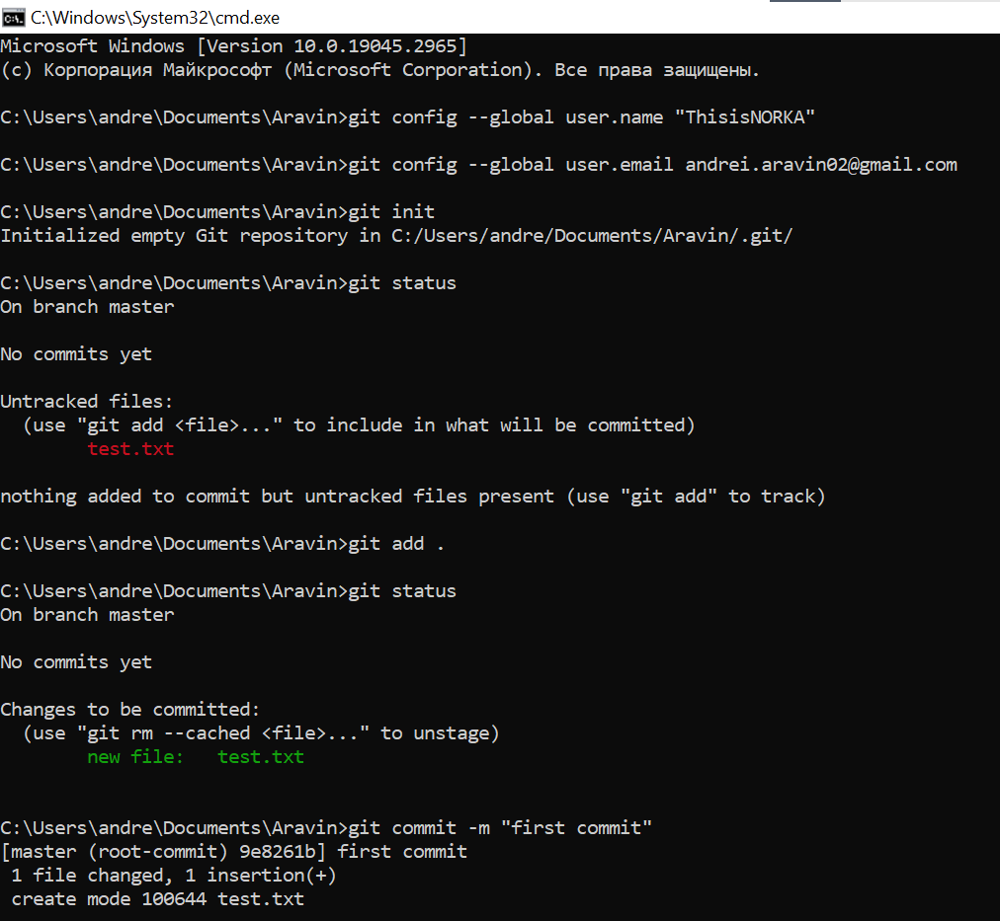 C:\Windows\System32\cmd.exe
Microsoft Windows [Version 10.0.19045.2965]
(c) Корпорация Майкрософт (Microsoft Corporation). Все права защищены.
C:\Users\andre\Documents\Aravin>git config --global user.name "ThisisNORKA"
C:\Users\andre\Documents\Aravin>git config --global user.email andrei.aravin02@gmail.com
C:\Users\andre\Documents\Aravin>git init
Initialized empty Git repository in C:/Users/andre/Documents/Aravin/.git/
C:\Users\andre\Documents\Aravin>git status
On branch master
No commits yet
Untracked files:
  (use "git add <file>..." to include in what will be committed)
        test.txt
nothing added to commit but untracked files present (use "git add" to track)
C:\Users\andre\Documents\Aravin>git add .
C:\Users\andre\Documents\Aravin>git status
On branch master
No commits yet
Changes to be committed:
  (use "git rm --cached <file>..." to unstage)
        new file:   test.txt
C:\Users\andre\Documents\Aravin>git commit -m "first commit"
[master (root-commit) 9e8261b] first commit
 1 file changed, 1 insertion(+)
 create mode 100644 test.txt